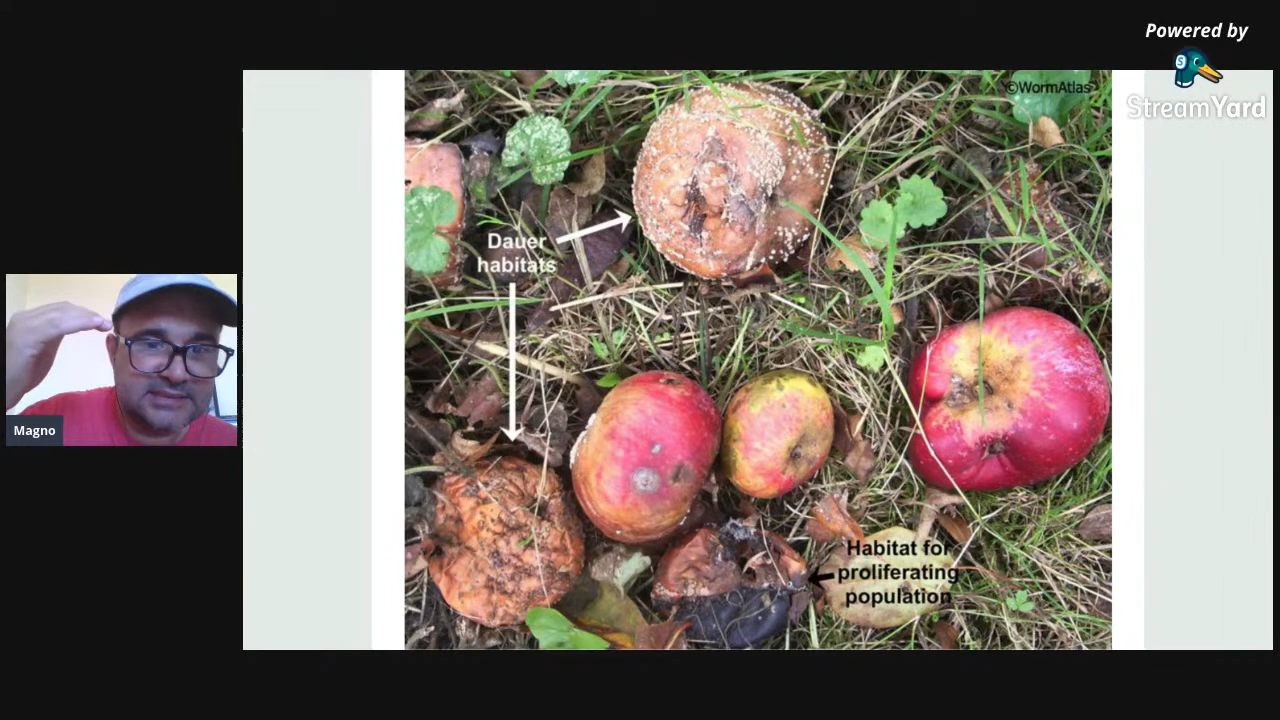 Powered by
StreamYard
©WormAtlas
Dauer
habitats
Magno
Habitat for
proliferating
population